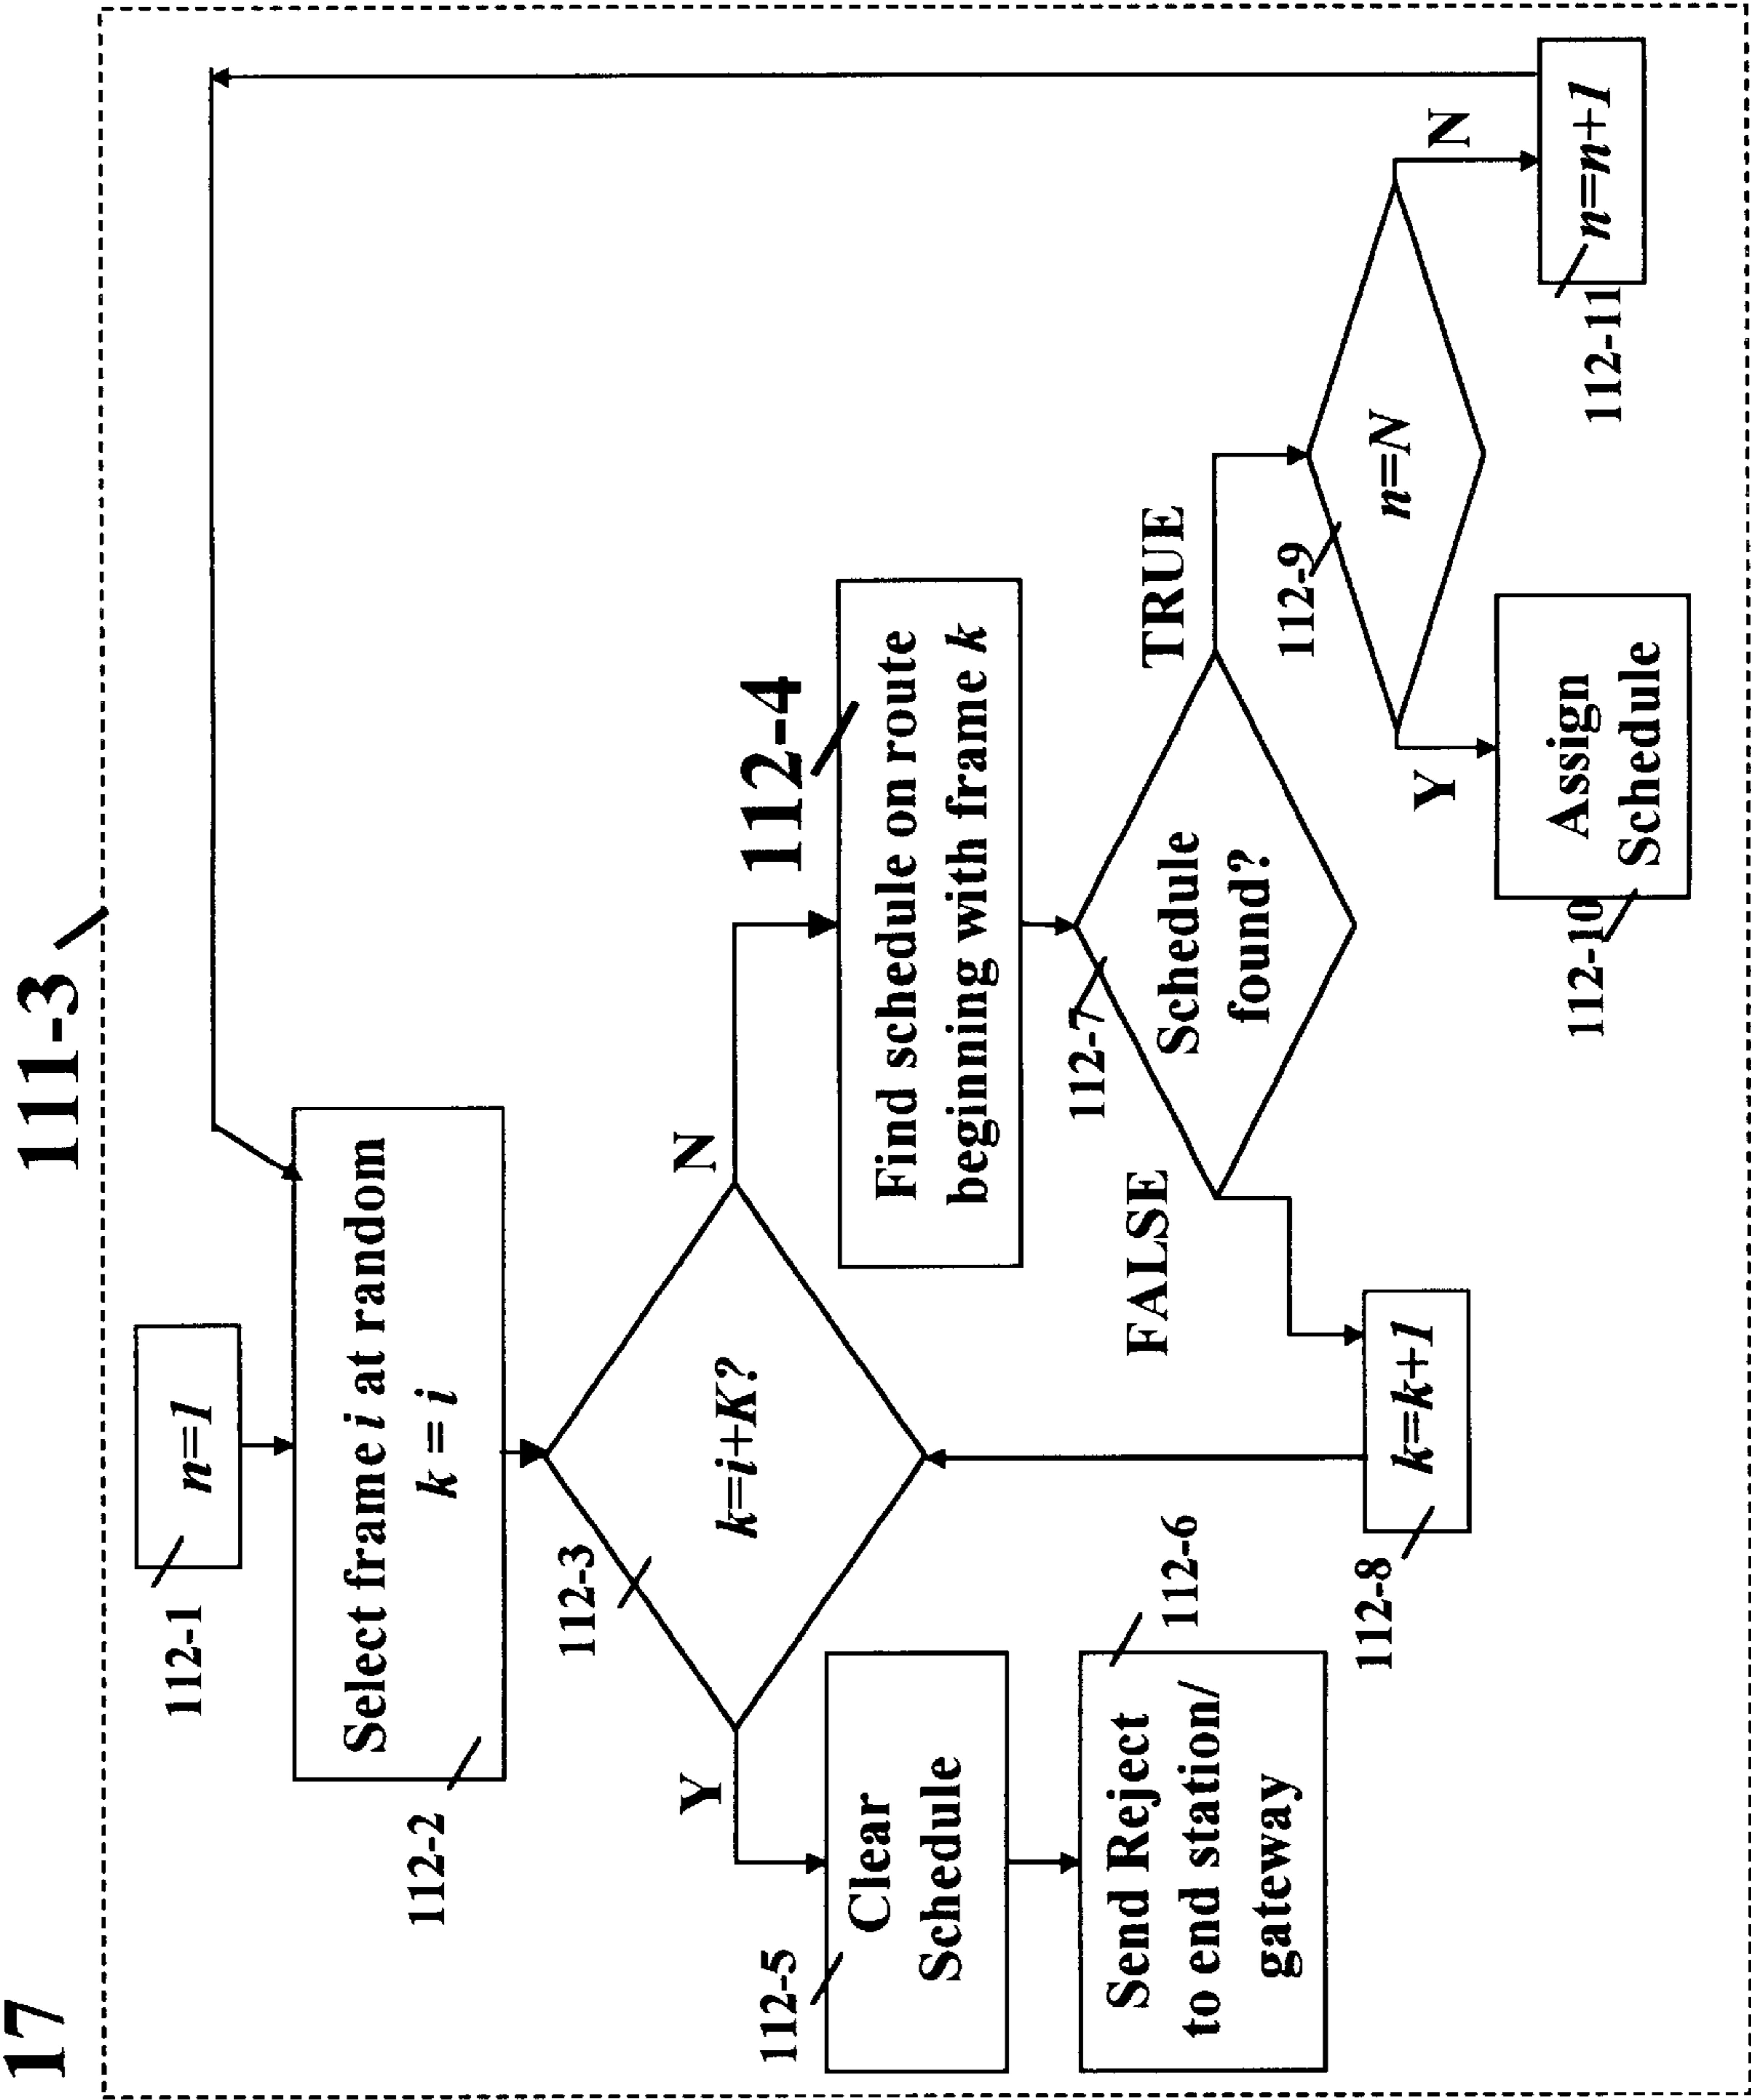 17
111-3
112-1
n=1
112-2
Select frame i at random
k = i
112-3
k=i+K?
Y
N
112-4
Find schedule on route
beginning with frame k
112-5
Clear
Schedule
112-6
Send Reject
to end station/
gateway
112-7
Schedule
found?
FALSE
TRUE
112-8
k=k+1
112-9
n=N
Y
N
112-10
Assign
Schedule
112-11
n=n+1